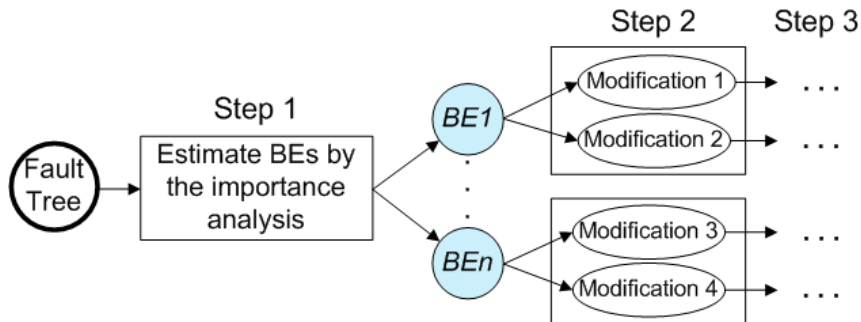 Step 2
Step 3
Step 1
Fault
Tree
Estimate BEs by
the importance
analysis
BE1
.
.
.
BEn
Modification 1
Modification 2
Modification 3
Modification 4
...
...
...
...